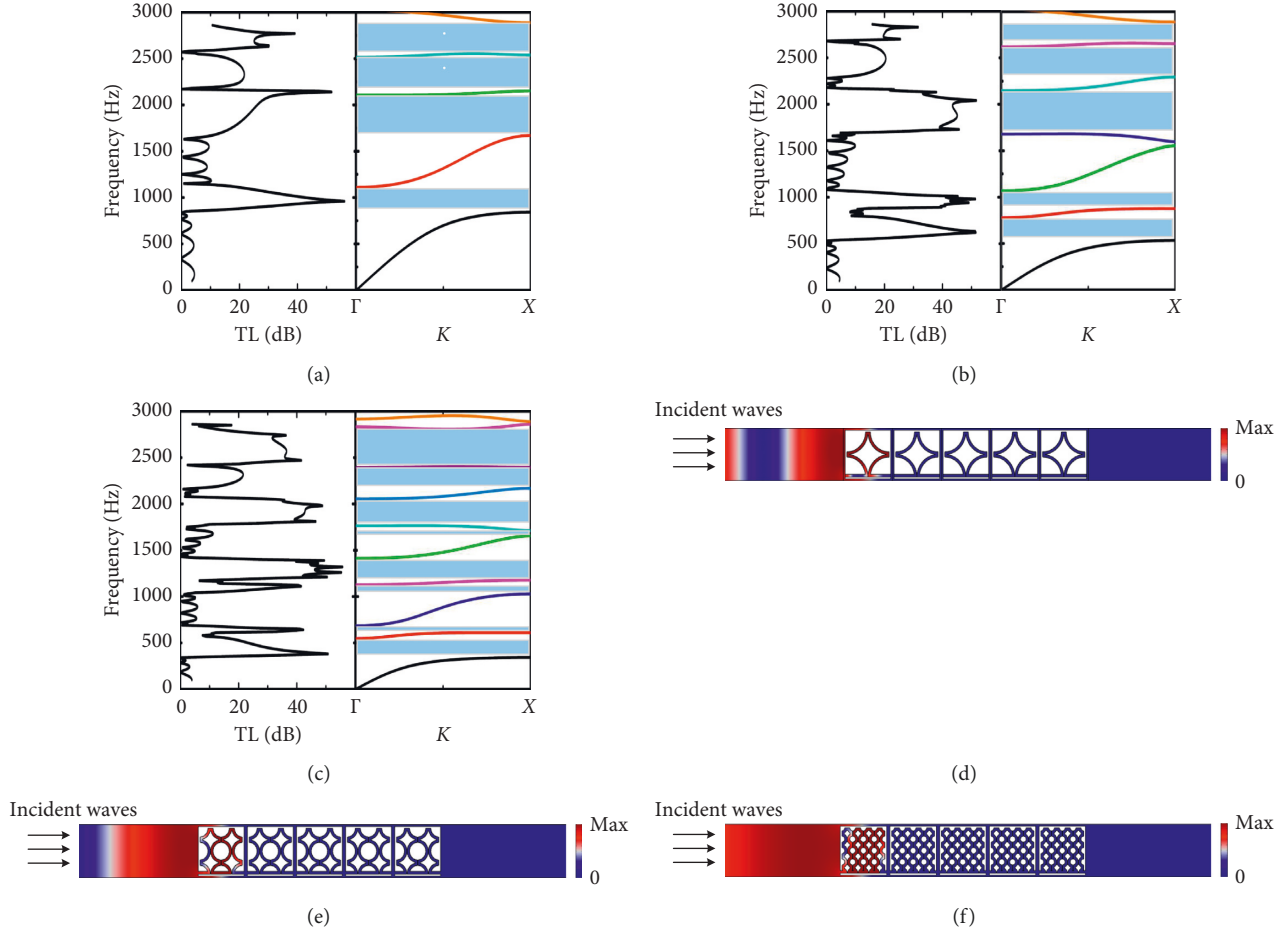 3000
2500
2000
1500
1000
500
0
Frequency (Hz)
0 20 40 Γ X
TL (dB) K
(a)
3000
2500
2000
1500
1000
500
0
Frequency (Hz)
0 20 40 Γ X
TL (dB) K
(b)
3000
2500
2000
1500
1000
500
0
Frequency (Hz)
0 20 40 Γ X
TL (dB) K
(c)
Incident waves
Max
0
(d)
Incident waves
Max
0
(e)
Incident waves
Max
0
(f)